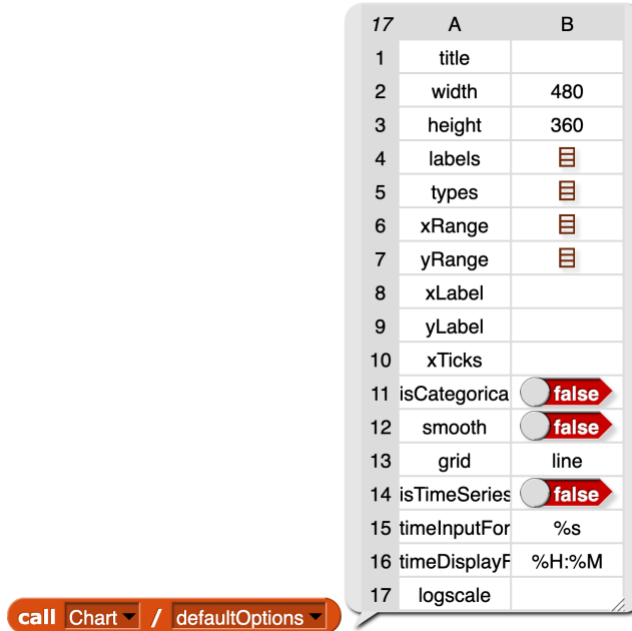 17 A B
1 title
2 width 480
3 height 360
4 labels
5 types
6 xRange
7 yRange
8 xLabel
9 yLabel
10 xTicks
11 isCategorica false
12 smooth false
13 grid line
14 isTimeSeries false
15 timeInputFor %s
16 timeDisplayF %H:%M
17 logscale
call Chart / defaultOptions